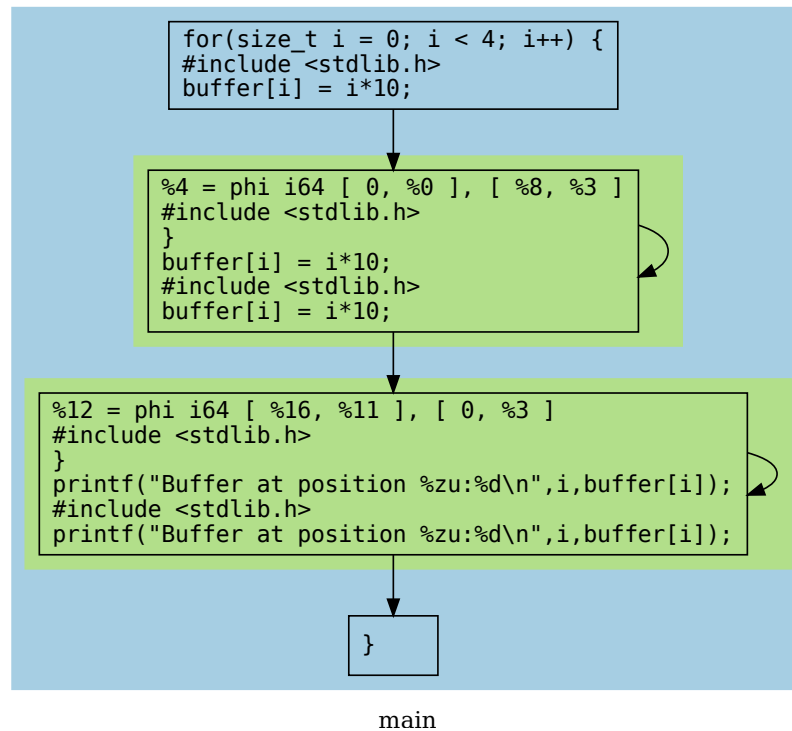 for(size_t i = 0; i < 4; i++) {
#include <stdlib.h>
buffer[i] = i*10;
%4 = phi i64 [ 0, %0 ], [ %8, %3 ]
#include <stdlib.h>
}
buffer[i] = i*10;
#include <stdlib.h>
buffer[i] = i*10;
%12 = phi i64 [ %16, %11 ], [ 0, %3 ]
#include <stdlib.h>
}
printf("Buffer at position %zu:%d\n",i,buffer[i]);
#include <stdlib.h>
printf("Buffer at position %zu:%d\n",i,buffer[i]);
}
main